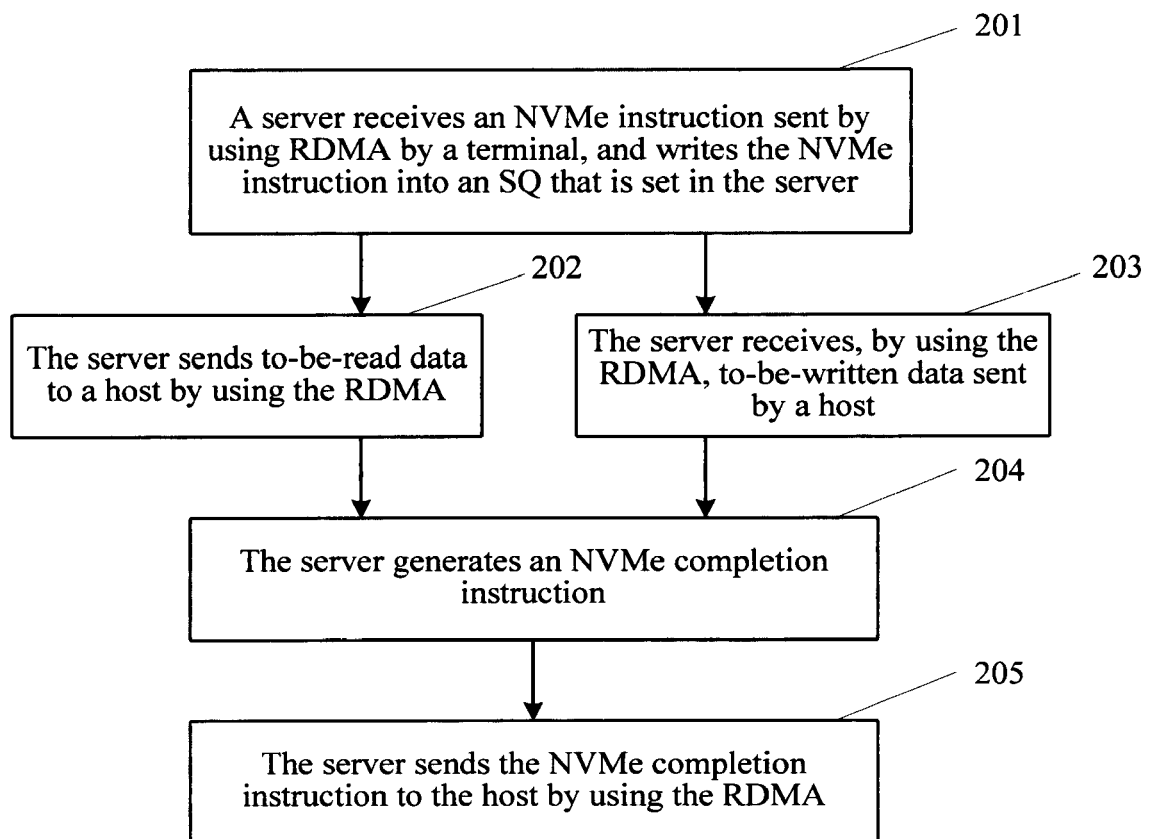 201
A server receives an NVMe instruction sent by
using RDMA by a terminal, and writes the NVMe
instruction into an SQ that is set in the server
202
203
The server sends to-be-read data
to a host by using the RDMA
The server receives, by using the
RDMA, to-be-written data sent
by a host
204
The server generates an NVMe completion
instruction
205
The server sends the NVMe completion
instruction to the host by using the RDMA